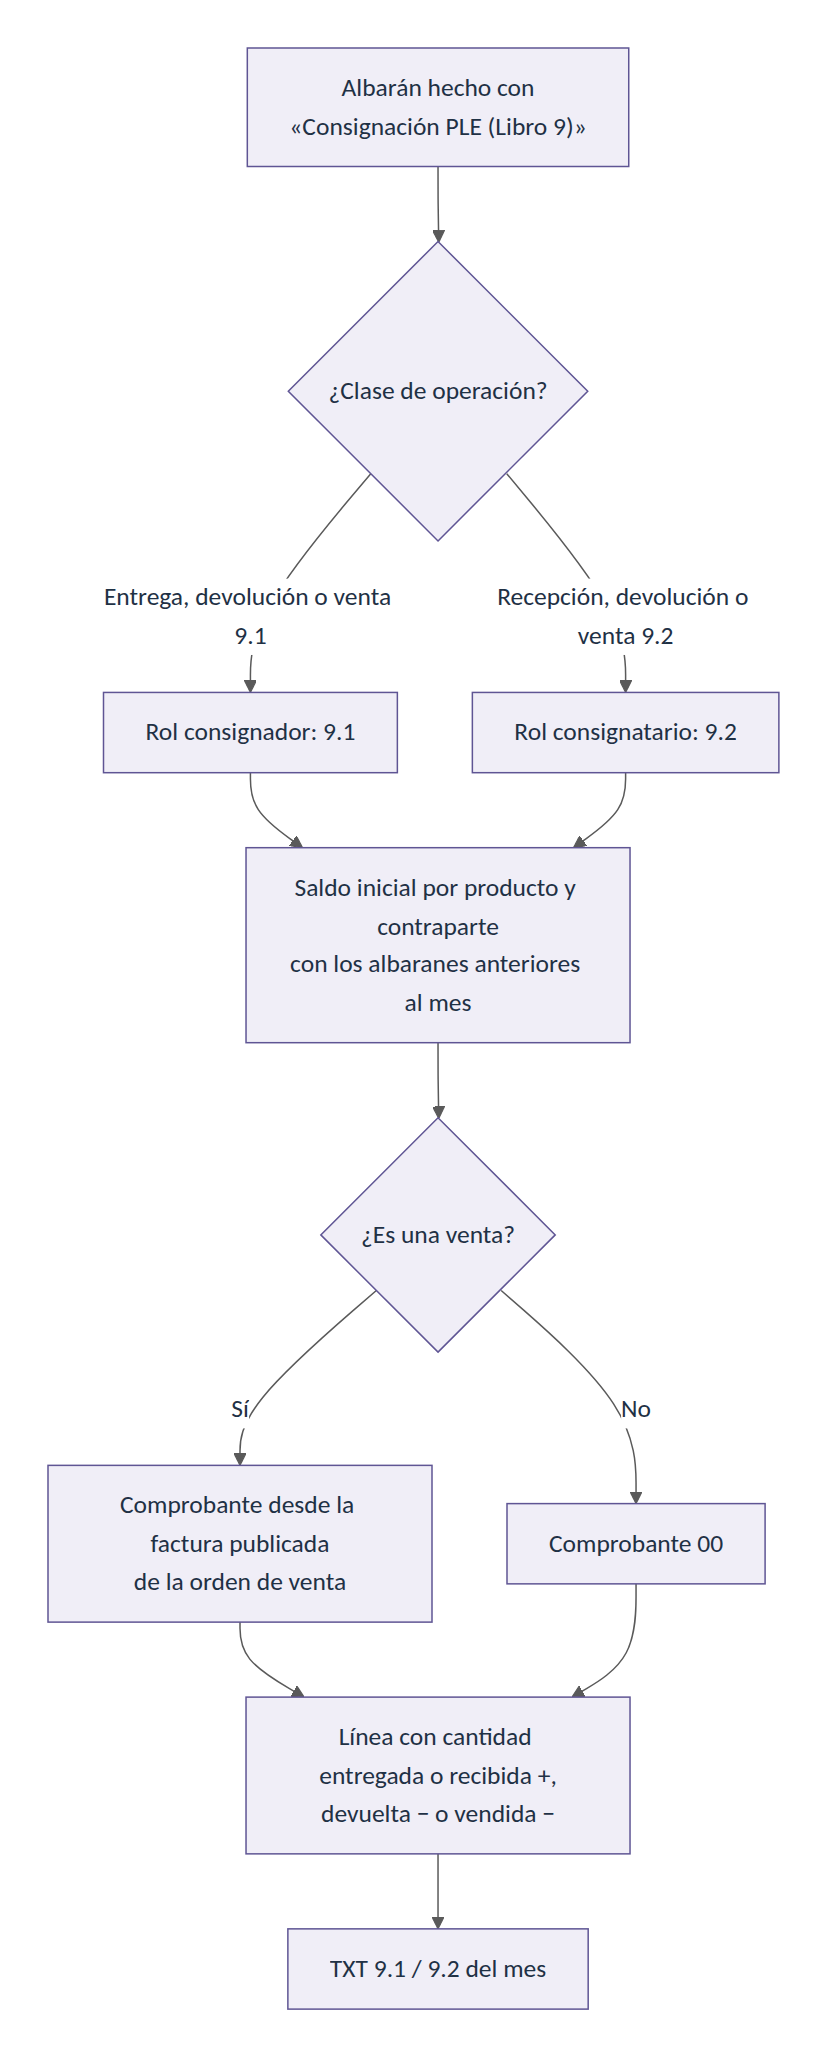 Albarán hecho con
«Consignación PLE (Libro 9)»
¿Clase de operación?
Entrega, devolución o venta
9.1
Recepción, devolución o
venta 9.2
Rol consignador: 9.1
Rol consignatario: 9.2
Saldo inicial por producto y
contraparte
con los albaranes anteriores
al mes
¿Es una venta?
Sí
No
Comprobante desde la
factura publicada
de la orden de venta
Comprobante 00
Línea con cantidad
entregada o recibida +,
devuelta − o vendida −
TXT 9.1 / 9.2 del mes